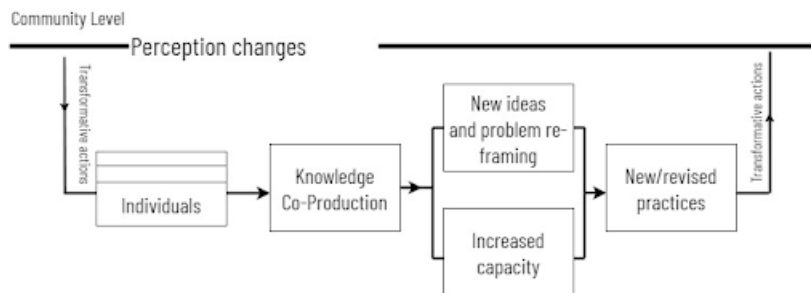 Community Level
Perception changes
Transformative actions
Individuals
Knowledge
Co-Production
New ideas
and problem re-
framing
Increased
capacity
New/revised
practices
Transformative actions